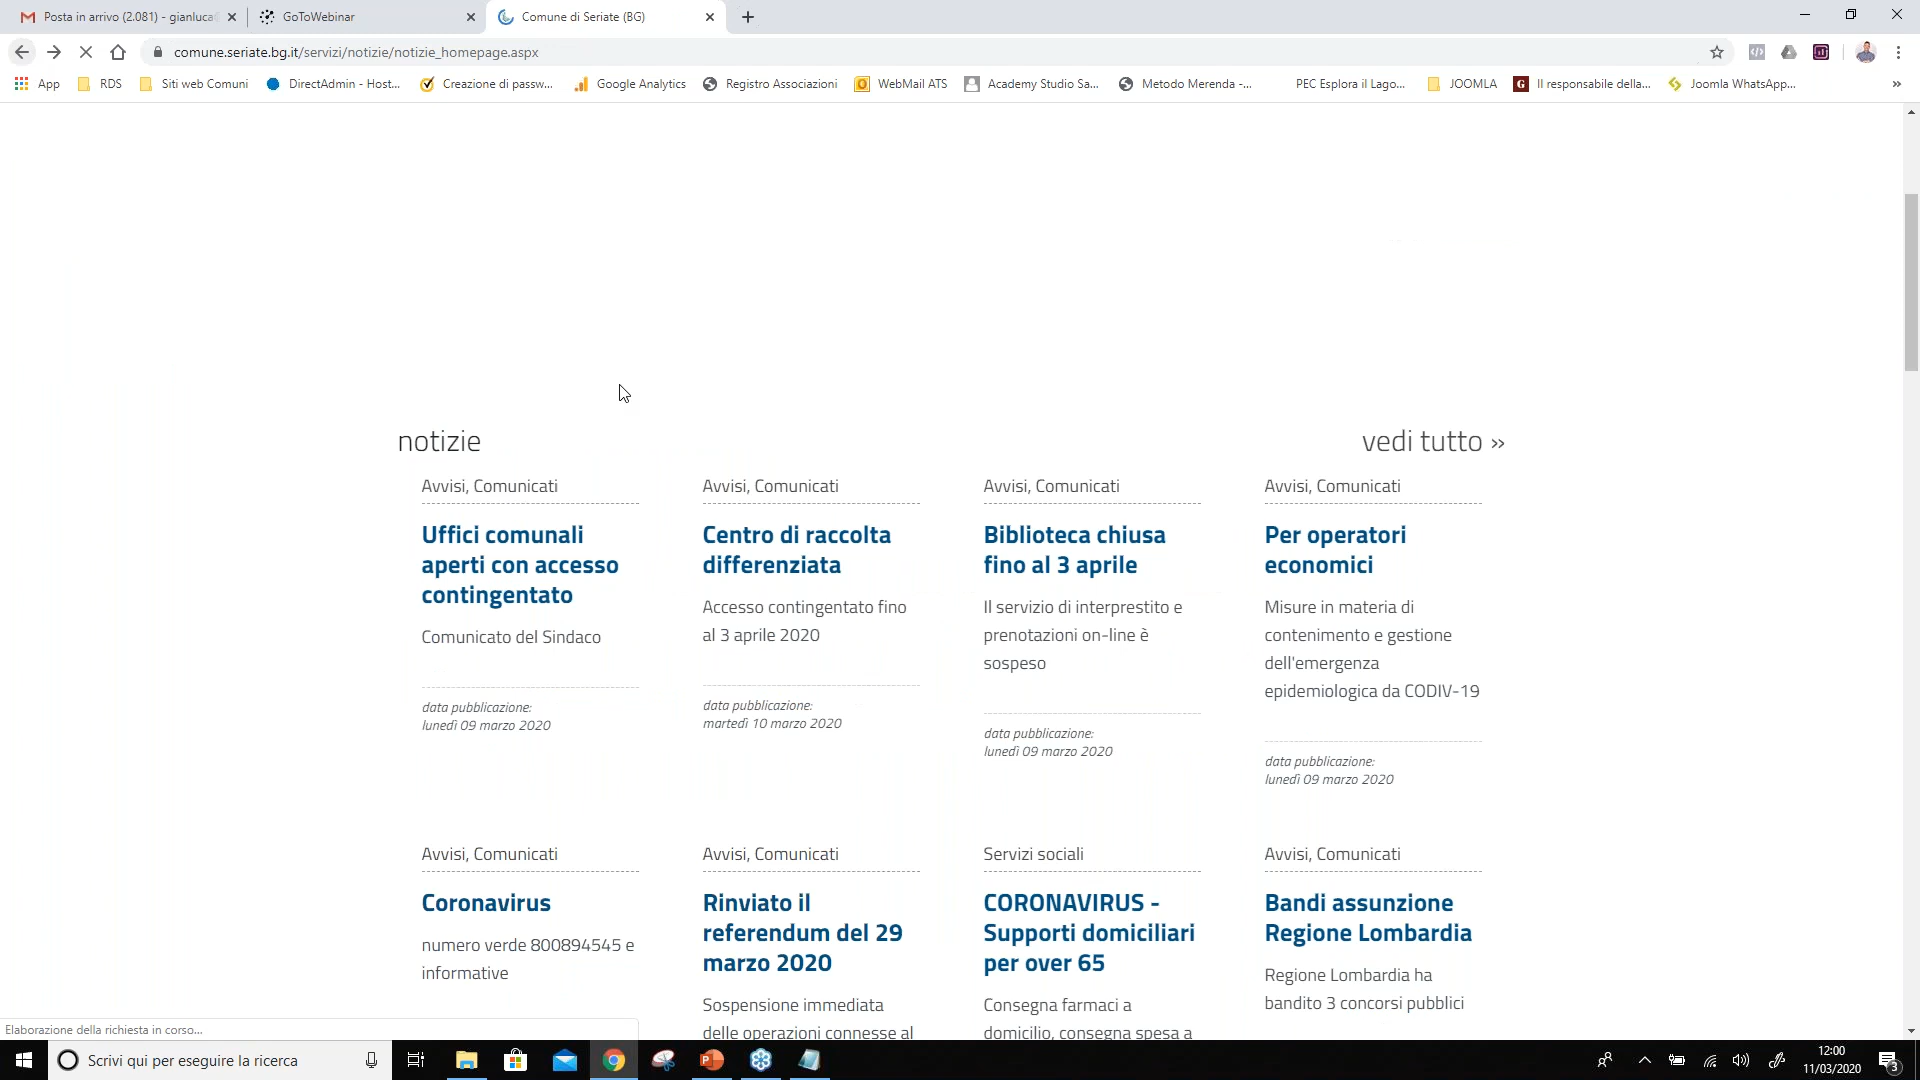 Posta in arrivo (2.081) - gianluca
GoToWebinar
Comune di Seriate (BG)
comune.seriate.bg.it/servizi/notizie/notizie_homepage.aspx
App
RDS
Siti web Comuni
DirectAdmin - Host...
Creazione di passw...
Google Analytics
Registro Associazioni
WebMail ATS
Academy Studio Sa...
Metodo Merenda -...
PEC Esplora il Lago...
JOOMLA
G
Il responsabile della...
Joomla WhatsApp...
»
notizie
vedi tutto »
Avvisi, Comunicati
Uffici comunali
aperti con accesso
contingentato
Comunicato del Sindaco
data pubblicazione:
lunedì 09 marzo 2020
Avvisi, Comunicati
Centro di raccolta
differenziata
Accesso contingentato fino
al 3 aprile 2020
data pubblicazione:
martedì 10 marzo 2020
Avvisi, Comunicati
Biblioteca chiusa
fino al 3 aprile
Il servizio di interprestito e
prenotazioni on-line è
sospeso
data pubblicazione:
lunedì 09 marzo 2020
Avvisi, Comunicati
Per operatori
economici
Misure in materia di
contenimento e gestione
dell'emergenza
epidemiologica da CODIV-19
data pubblicazione:
lunedì 09 marzo 2020
Avvisi, Comunicati
Coronavirus
numero verde 800894545 e
informative
Avvisi, Comunicati
Rinviato il
referendum del 29
marzo 2020
Sospensione immediata
delle operazioni connesse al
Servizi sociali
CORONAVIRUS -
Supporti domiciliari
per over 65
Consegna farmaci a
domicilio, consegna spesa a
Avvisi, Comunicati
Bandi assunzione
Regione Lombardia
Regione Lombardia ha
bandito 3 concorsi pubblici
Elaborazione della richiesta in corso...
Scrivi qui per eseguire la ricerca
12:00
11/03/2020
3